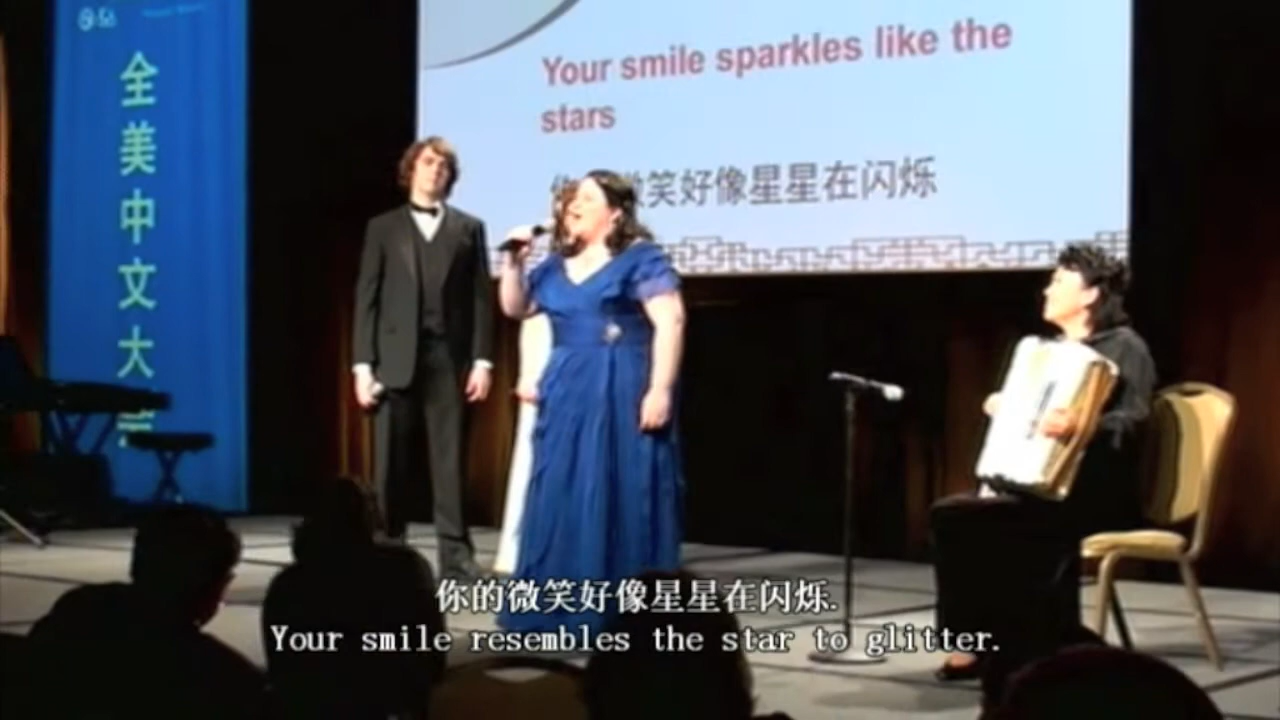 全美中文大
Your smile sparkles like the
stars
微笑好像星星在闪烁
你的微笑好像星星在闪烁.
Your smile resembles the star to glitter.